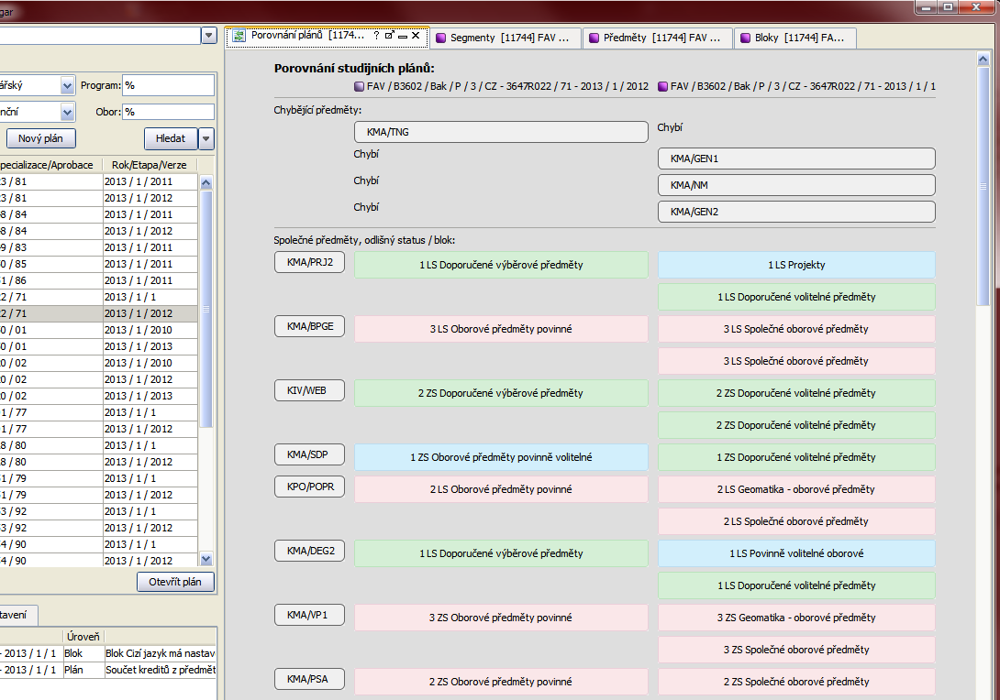 gar
Porovnání plánů [1174... ?
Segmenty [11744] FAV ...
Předměty [11744] FAV ...
Bloky [11744] FA...
ářský
Program: %
nční
Obor: %
Nový plán
Hledat
pecializace/Aprobace Rok/Etapa/Verze
3 / 81 2013 / 1 / 2011
3 / 81 2013 / 1 / 2012
8 / 84 2013 / 1 / 2011
8 / 84 2013 / 1 / 2012
9 / 83 2013 / 1 / 2011
0 / 85 2013 / 1 / 2011
1 / 86 2013 / 1 / 2011
2 / 71 2013 / 1 / 1
2 / 71 2013 / 1 / 2012
0 / 01 2013 / 1 / 2010
0 / 01 2013 / 1 / 2013
0 / 02 2013 / 1 / 2010
0 / 02 2013 / 1 / 2012
0 / 02 2013 / 1 / 2013
1 / 77 2013 / 1 / 1
1 / 77 2013 / 1 / 2012
8 / 80 2013 / 1 / 1
8 / 80 2013 / 1 / 2012
1 / 79 2013 / 1 / 1
1 / 79 2013 / 1 / 2012
3 / 92 2013 / 1 / 1
3 / 92 2013 / 1 / 2012
4 / 90 2013 / 1 / 1
4 / 90 2013 / 1 / 2012
Otevřít plán
tavení
Úroveň
- 2013 / 1 / 1 Blok Blok Cizí jazyk má nastav
- 2013 / 1 / 1 Plán Součet kreditů z předmět
Porovnání studijních plánů:
FAV / B3602 / Bak / P / 3 / CZ - 3647R022 / 71 - 2013 / 1 / 2012 FAV / B3602 / Bak / P / 3 / CZ - 3647R022 / 71 - 2013 / 1 / 1
Chybějící předměty:
KMA/TNG Chybí
Chybí KMA/GEN1
Chybí KMA/NM
Chybí KMA/GEN2
Společné předměty, odlišný status / blok:
KMA/PRJ2 1 LS Doporučené výběrové předměty 1 LS Projekty
1 LS Doporučené volitelné předměty
KMA/BPGE 3 LS Oborové předměty povinné 3 LS Společné oborové předměty
3 LS Společné oborové předměty
KIV/WEB 2 ZS Doporučené výběrové předměty 2 ZS Doporučené volitelné předměty
2 ZS Doporučené volitelné předměty
KMA/SDP 1 ZS Oborové předměty povinně volitelné 1 ZS Doporučené volitelné předměty
KPO/POPR 2 LS Oborové předměty povinné 2 LS Geomatika - oborové předměty
2 LS Společné oborové předměty
KMA/DEG2 1 LS Doporučené výběrové předměty 1 LS Povinně volitelné oborové
1 LS Doporučené volitelné předměty
KMA/VP1 3 ZS Oborové předměty povinné 3 ZS Geomatika - oborové předměty
3 ZS Společné oborové předměty
KMA/PSA 2 ZS Oborové předměty povinné 2 ZS Společné oborové předměty